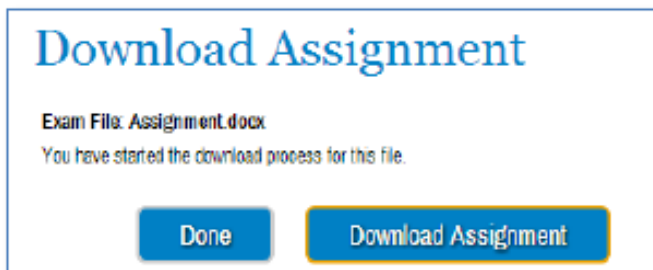 Download Assignment
Exam File: Assignment.docx
You have started the download process for this file.
Done Download Assignment